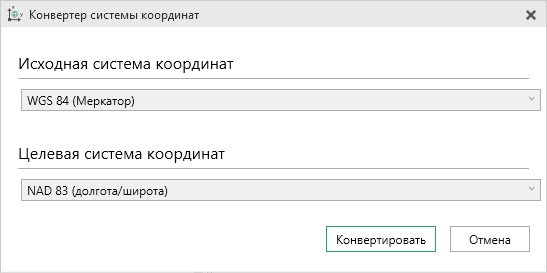 Конвертер системы координат
Исходная система координат
WGS 84 (Меркатор)
Целевая система координат
NAD 83 (долгота/широта)
Конвертировать
Отмена